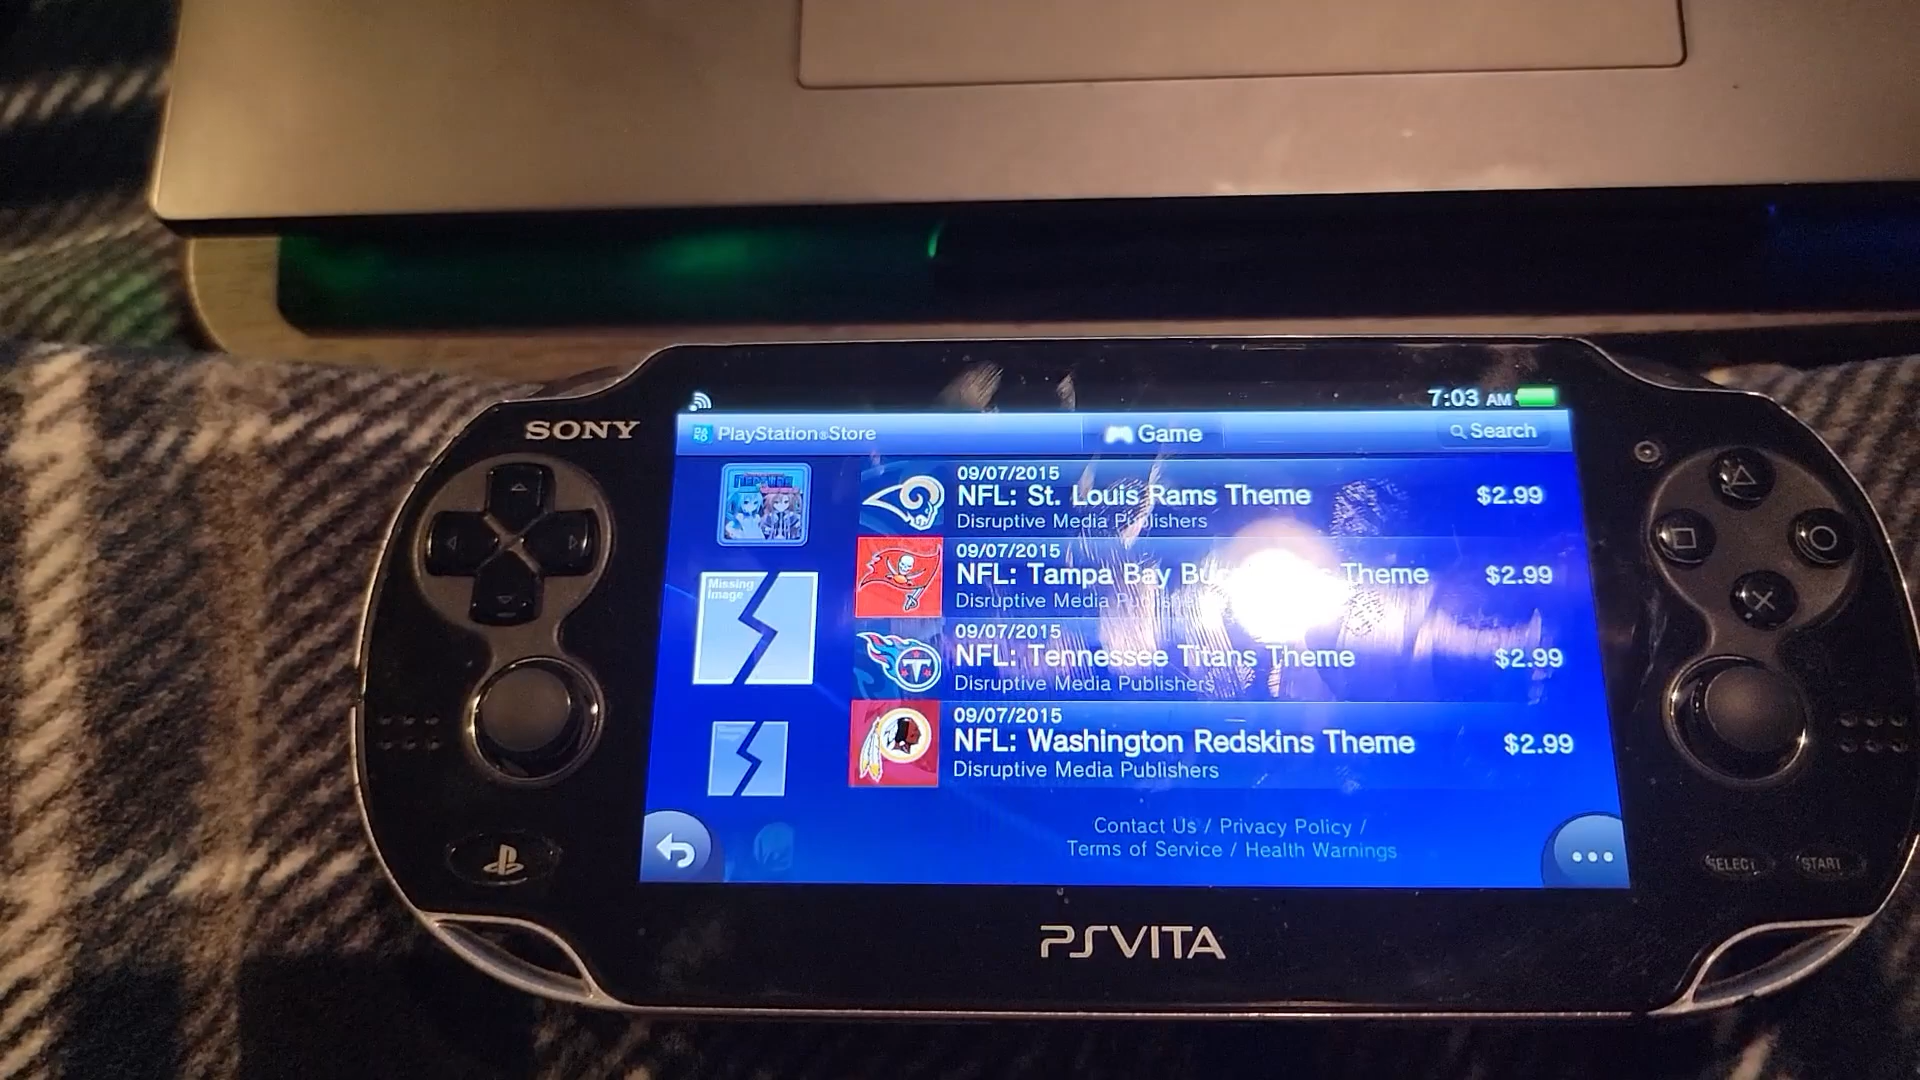 SONY
7:03 AM
PlayStation®Store
Game
Search
09/07/2015
NFL: St. Louis Rams Theme
$2.99
Disruptive Media Publishers
09/07/2015
NFL: Tampa Bay Theme
$2.99
Disruptive Media
09/07/2015
NFL: Tennessee Titans Theme
$2.99
Disruptive Media Publishers
09/07/2015
NFL: Washington Redskins Theme
$2.99
Disruptive Media Publishers
Missing
Image
Contact Us / Privacy Policy /
Terms of Service / Health Warnings
SELECT
START
PSVITA